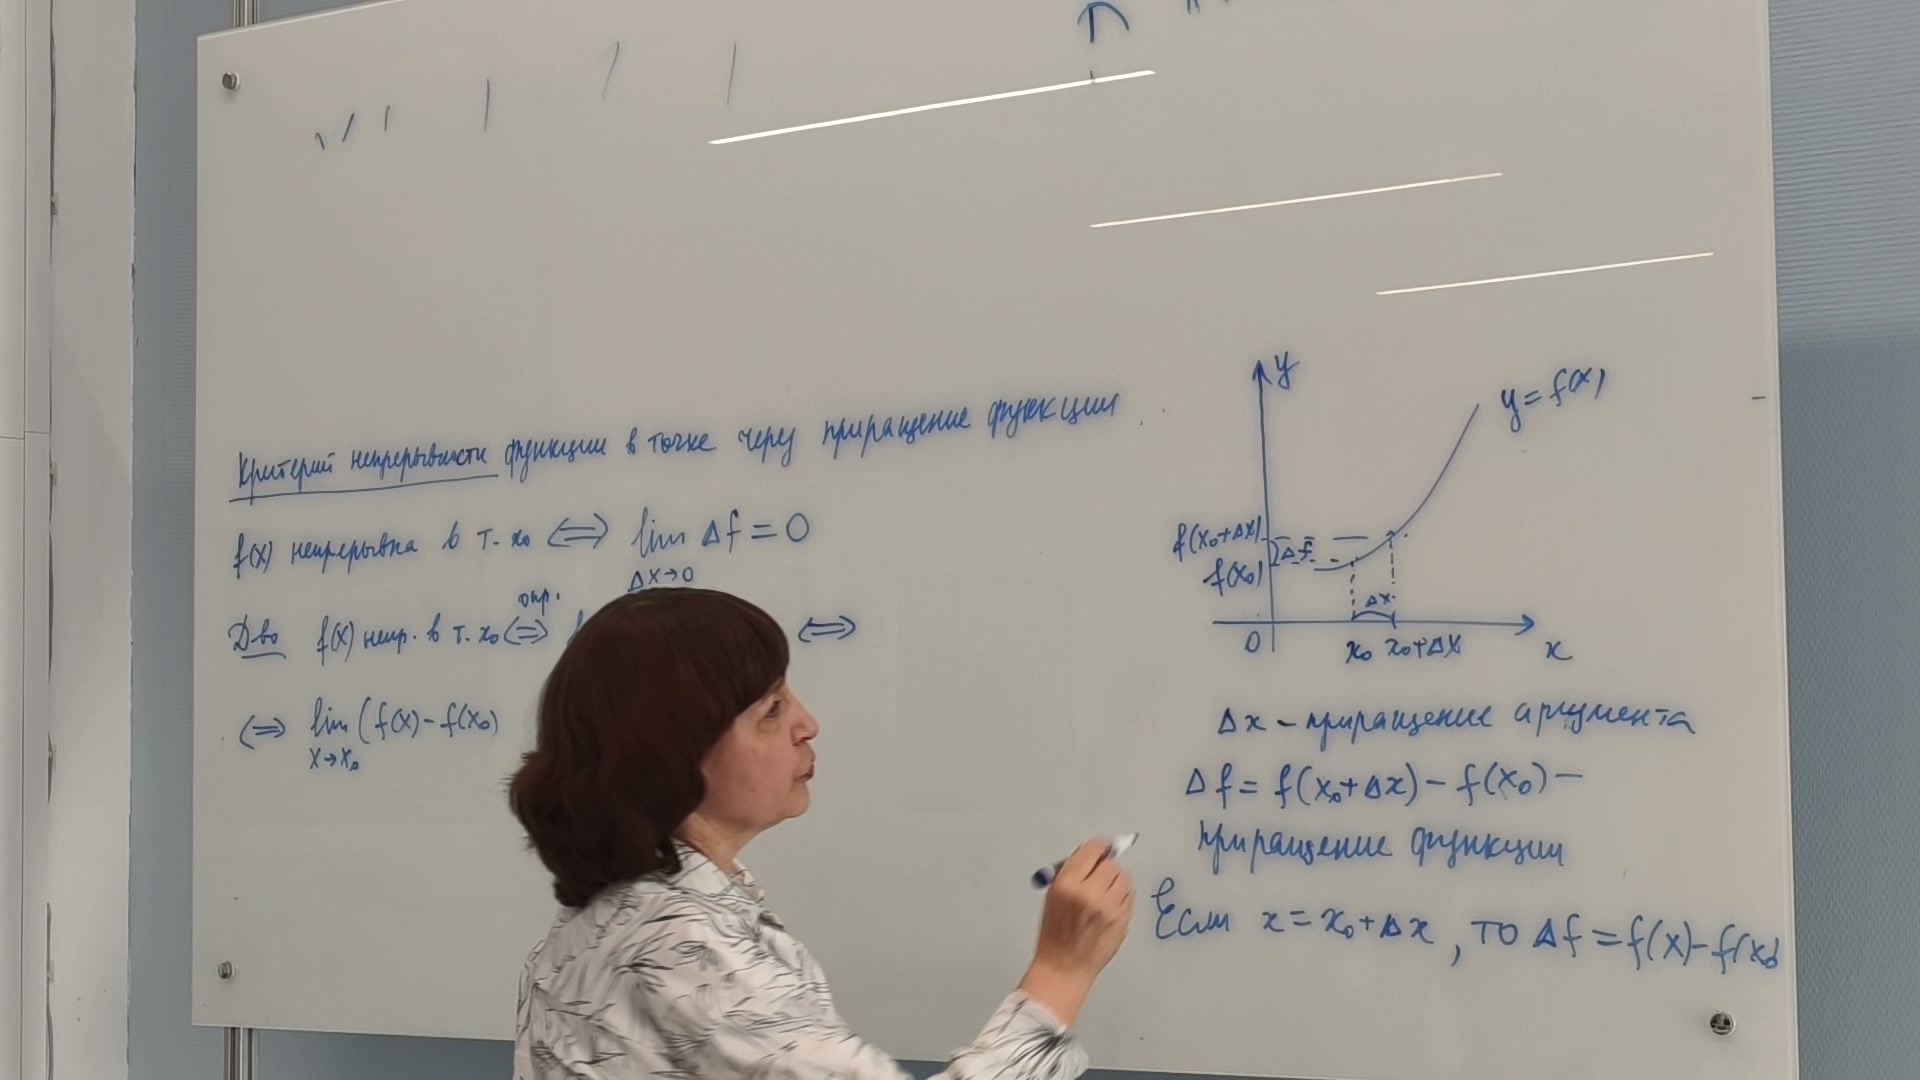 Критерий непрерывности функции в точке через приращение функции
f(x) непрерывна в т. x₀ ⟺ lim Δf = 0
Δx→0
Д-во f(x) непр. в т. x₀ ⟺ опр. ⟺
⟺ lim (f(x) - f(x₀)
x→x₀
y
y = f(x)
f(x₀+Δx)
Δf
f(x₀)
Δx
0 x₀ x₀+Δx x
Δx - приращение аргумента
Δf = f(x₀+Δx) - f(x₀) -
приращение функции
Если x = x₀+Δx, то Δf = f(x) - f(x₀